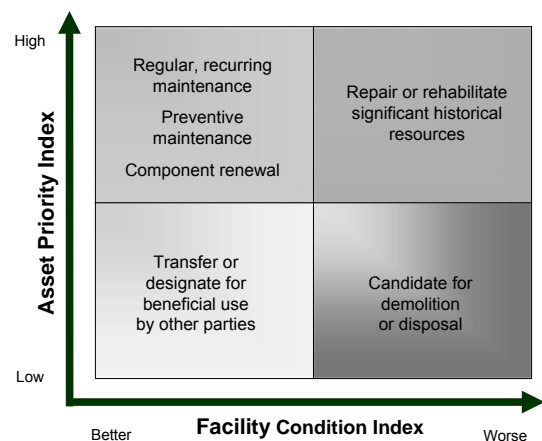 High
Asset Priority Index
Low
Regular, recurring
maintenance
Preventive
maintenance
Component renewal
Repair or rehabilitate
significant historical
resources
Transfer or
designate for
beneficial use
by other parties
Candidate for
demolition
or disposal
Better
Facility Condition Index
Worse